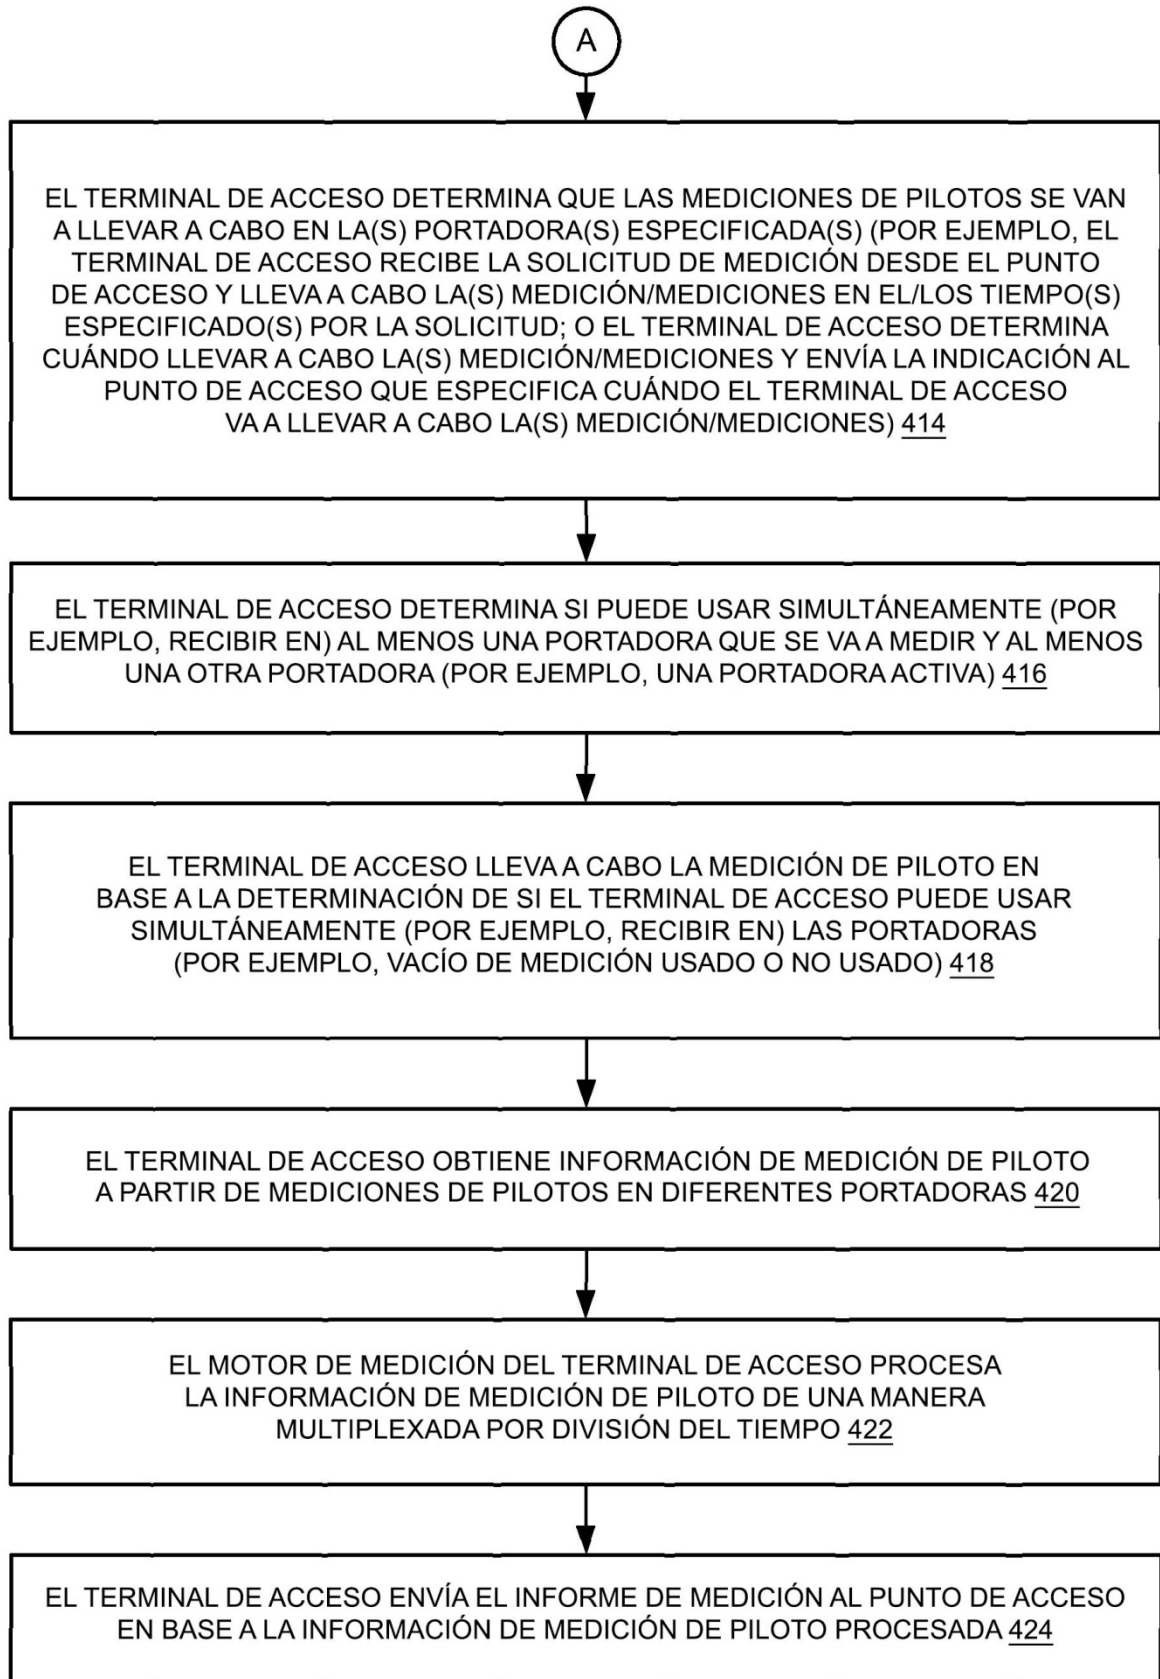 A
EL TERMINAL DE ACCESO DETERMINA QUE LAS MEDICIONES DE PILOTOS SE VAN
A LLEVAR A CABO EN LA(S) PORTADORA(S) ESPECIFICADA(S) (POR EJEMPLO, EL
TERMINAL DE ACCESO RECIBE LA SOLICITUD DE MEDICIÓN DESDE EL PUNTO
DE ACCESO Y LLEVA A CABO LA(S) MEDICIÓN/MEDICIONES EN EL/LOS TIEMPO(S)
ESPECIFICADO(S) POR LA SOLICITUD; O EL TERMINAL DE ACCESO DETERMINA
CUÁNDO LLEVAR A CABO LA(S) MEDICIÓN/MEDICIONES Y ENVÍA LA INDICACIÓN AL
PUNTO DE ACCESO QUE ESPECIFICA CUÁNDO EL TERMINAL DE ACCESO
VA A LLEVAR A CABO LA(S) MEDICIÓN/MEDICIONES) 414
EL TERMINAL DE ACCESO DETERMINA SI PUEDE USAR SIMULTÁNEAMENTE (POR
EJEMPLO, RECIBIR EN) AL MENOS UNA PORTADORA QUE SE VA A MEDIR Y AL MENOS
UNA OTRA PORTADORA (POR EJEMPLO, UNA PORTADORA ACTIVA) 416
EL TERMINAL DE ACCESO LLEVA A CABO LA MEDICIÓN DE PILOTO EN
BASE A LA DETERMINACIÓN DE SI EL TERMINAL DE ACCESO PUEDE USAR
SIMULTÁNEAMENTE (POR EJEMPLO, RECIBIR EN) LAS PORTADORAS
(POR EJEMPLO, VACÍO DE MEDICIÓN USADO O NO USADO) 418
EL TERMINAL DE ACCESO OBTIENE INFORMACIÓN DE MEDICIÓN DE PILOTO
A PARTIR DE MEDICIONES DE PILOTOS EN DIFERENTES PORTADORAS 420
EL MOTOR DE MEDICIÓN DEL TERMINAL DE ACCESO PROCESA
LA INFORMACIÓN DE MEDICIÓN DE PILOTO DE UNA MANERA
MULTIPLEXADA POR DIVISIÓN DEL TIEMPO 422
EL TERMINAL DE ACCESO ENVÍA EL INFORME DE MEDICIÓN AL PUNTO DE ACCESO
EN BASE A LA INFORMACIÓN DE MEDICIÓN DE PILOTO PROCESADA 424